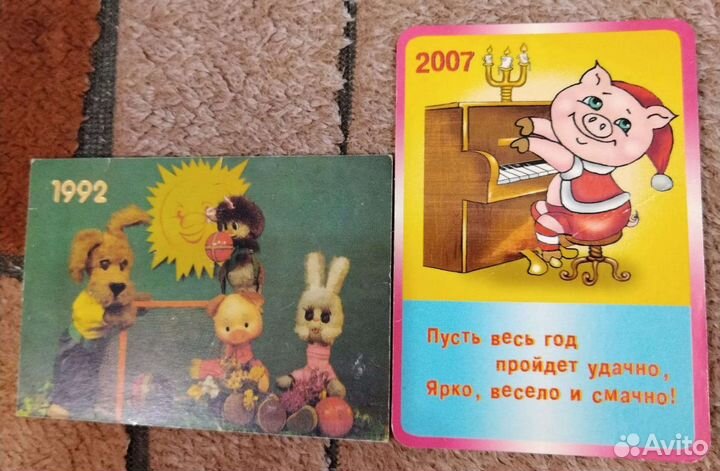 1992
2007
Пусть весь год
пройдет удачно,
Ярко, весело и смачно!
Avito